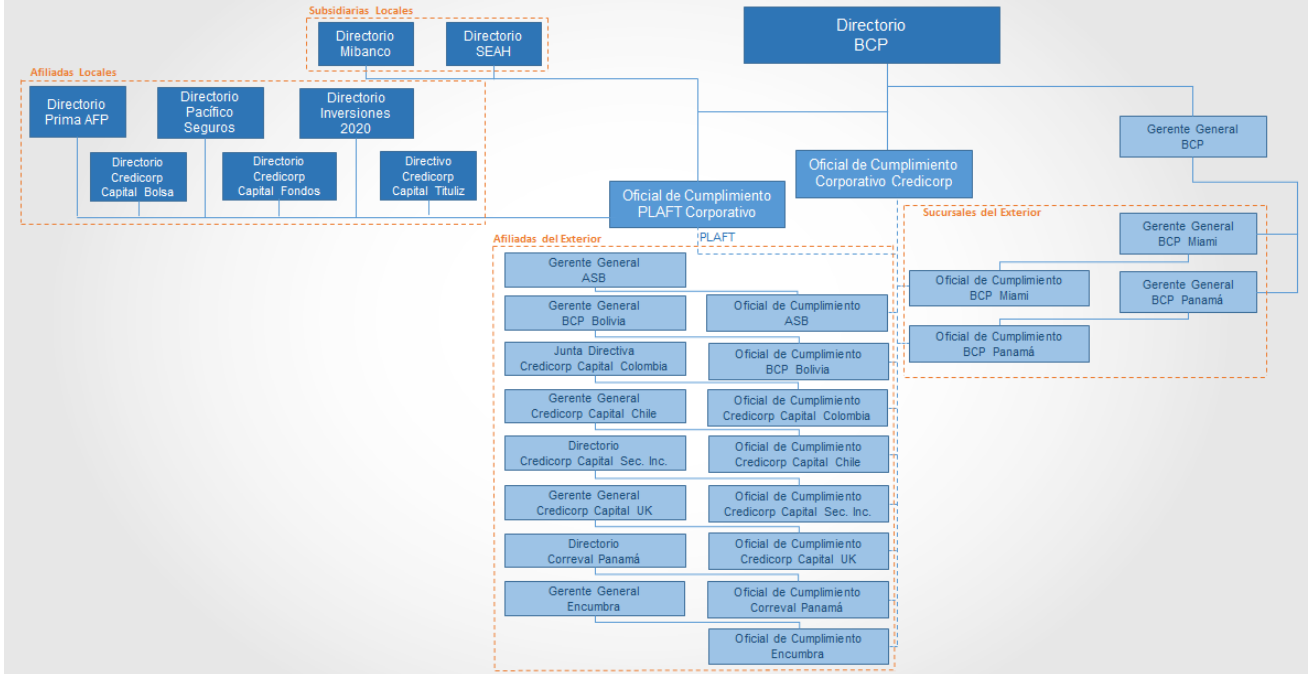 Subsidiarias Locales
Directorio
Mibanco
Directorio
SEAH
Directorio
BCP
Afiliadas Locales
Directorio
Prima AFP
Directorio
Pacífico
Seguros
Directorio
Inversiones
2020
Directorio
Credicorp
Capital Bolsa
Directorio
Credicorp
Capital Fondos
Directivo
Credicorp
Capital Tituliz
Oficial de Cumplimiento
PLAFT Corporativo
Oficial de Cumplimiento
Corporativo Credicorp
Gerente General
BCP
PLAFT
Sucursales del Exterior
Gerente General
BCP Miami
Oficial de Cumplimiento
BCP Miami
Gerente General
BCP Panamá
Oficial de Cumplimiento
BCP Panamá
Afiliadas del Exterior
Gerente General
ASB
Oficial de Cumplimiento
ASB
Gerente General
BCP Bolivia
Oficial de Cumplimiento
BCP Bolivia
Junta Directiva
Credicorp Capital Colombia
Oficial de Cumplimiento
Credicorp Capital Colombia
Gerente General
Credicorp Capital Chile
Oficial de Cumplimiento
Credicorp Capital Chile
Directorio
Credicorp Capital Sec. Inc.
Oficial de Cumplimiento
Credicorp Capital Sec. Inc.
Gerente General
Credicorp Capital UK
Oficial de Cumplimiento
Credicorp Capital UK
Directorio
Correval Panamá
Oficial de Cumplimiento
Correval Panamá
Gerente General
Encumbra
Oficial de Cumplimiento
Encumbra